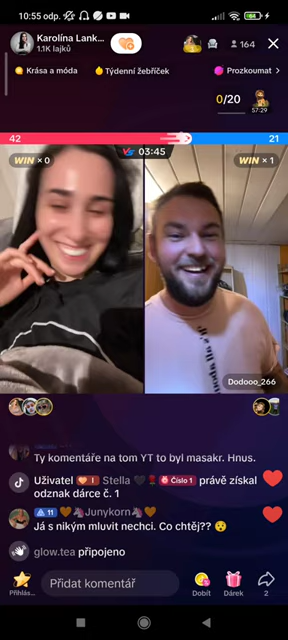 10:55 odp.
Karolína Lank...
1.1K lajků
164
Krása a móda
Týdenní žebříček
Prozkoumat >
0/20
57:29
42
21
WIN × 0
VS 03:45
WIN × 1
Dodooo_266
Ty komentáře na tom YT to byl masakr. Hnus.
Uživatel I Stella Číslo 1 právě získal
odznak dárce č. 1
11 Junykorn
Já s nikým mluvit nechci. Co chtěj??
glow.tea připojeno
Přihlás...
Přidat komentář
Dobít
Dárek
2